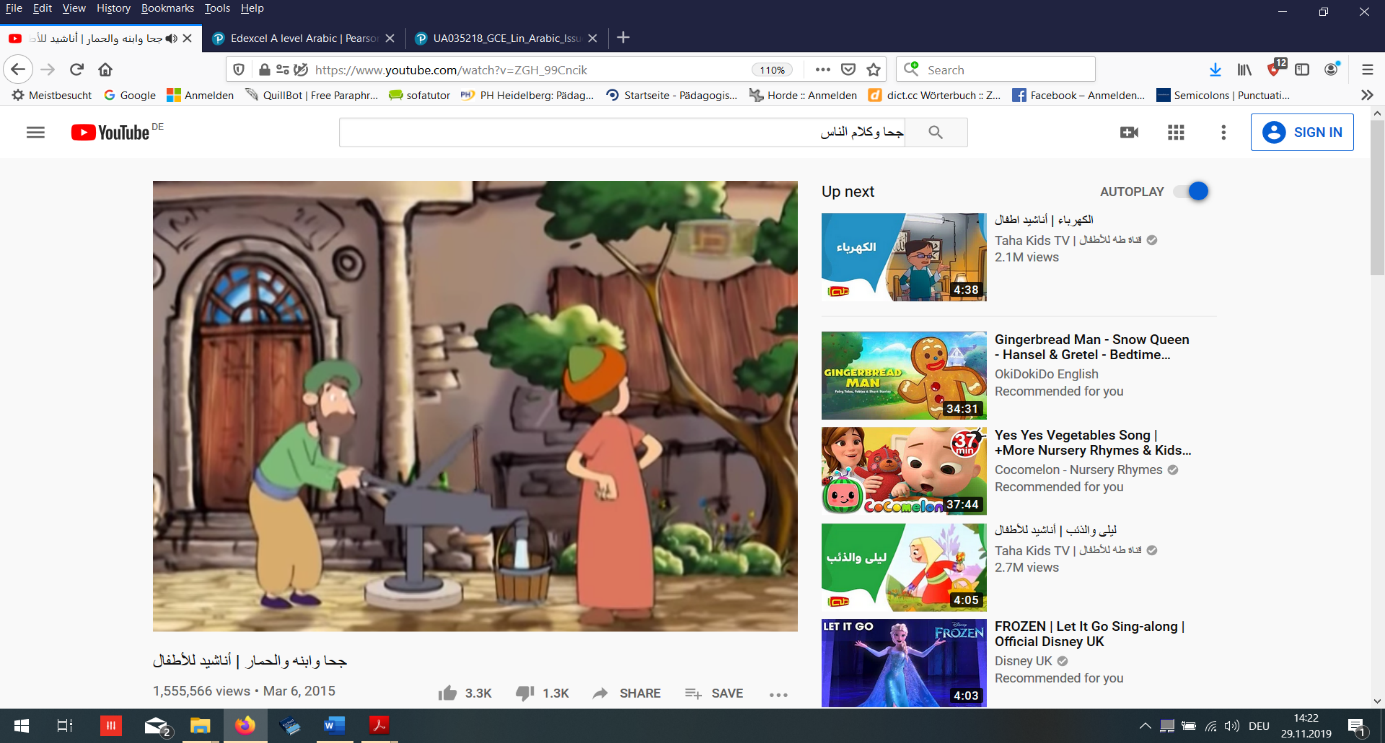 File Edit View History Bookmarks Tools Help
جحا وابنه والحمار | أناشيد للأط
Edexcel A level Arabic | Pearso
UA035218_GCE_Lin_Arabic_Issu
https://www.youtube.com/watch?v=ZGH_99Cncik
110%
Search
12
Meistbesucht Google Anmelden QuillBot | Free Paraphr... sofatutor PH Heidelberg: Pädag... Startseite - Pädagogis... Horde :: Anmelden dict.cc Wörterbuch :: Z... Facebook – Anmelden... Semicolons | Punctuati...
YouTube DE
جحا وكلام الناس
SIGN IN
Up next
AUTOPLAY
الكهرباء
4:38
الكهرباء | أناشيد اطفال
Taha Kids TV | قناة طه للأطفال
2.1M views
GINGERBREAD
MAN
34:31
Gingerbread Man - Snow Queen
- Hansel & Gretel - Bedtime...
OkiDokiDo English
Recommended for you
37
min
CoComelon
37:44
Yes Yes Vegetables Song |
+More Nursery Rhymes & Kids...
Cocomelon - Nursery Rhymes
Recommended for you
ليلى والذئب
4:05
ليلى والذئب | أناشيد للأطفال
Taha Kids TV | قناة طه للأطفال
2.7M views
LET IT GO
Disney
FROZEN
4:03
FROZEN | Let It Go Sing-along |
Official Disney UK
Disney UK
Recommended for you
جحا وابنه والحمار | أناشيد للأطفال
1,555,566 views • Mar 6, 2015
3.3K 1.3K SHARE SAVE
2
DEU
14:22
29.11.2019
1